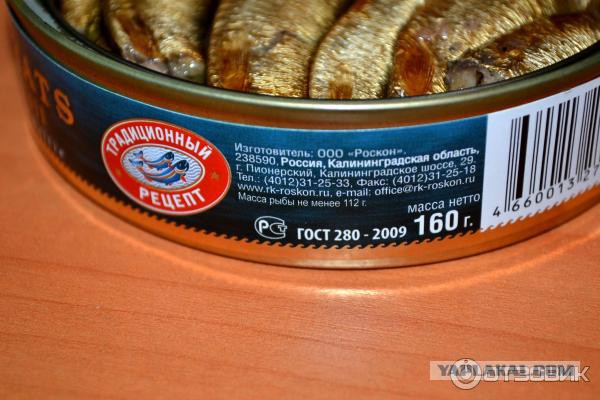 ATS
ТРАДИЦИОННЫЙ
РЕЦЕПТ
Изготовитель: ООО "Роскон".
238590, Россия, Калининградская область,
г. Пионерский, Калининградское шоссе, 29.
Тел.: (4012)31-25-33, Факс: (4012)31-25-18
www.rk-roskon.ru, e-mail: office@rk-roskon.ru
Масса рыбы не менее 112 г.
Масса нетто
160 г.
ГОСТ 280 - 2009
4 660013 27
YAPLAKAL.COM
ОТЗОВИК